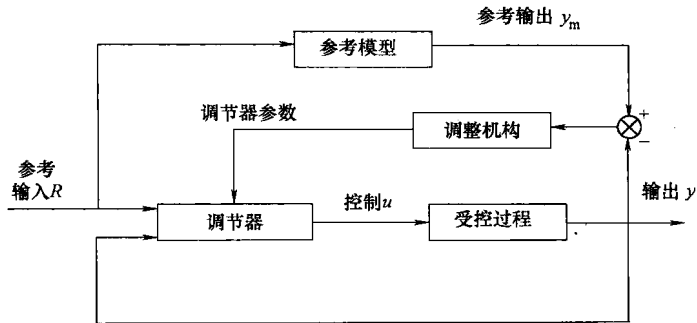 参考输出 yₘ
参考模型
+
调节器参数
调整机构
−
参考
输入R
控制u
输出 y
调节器
受控过程